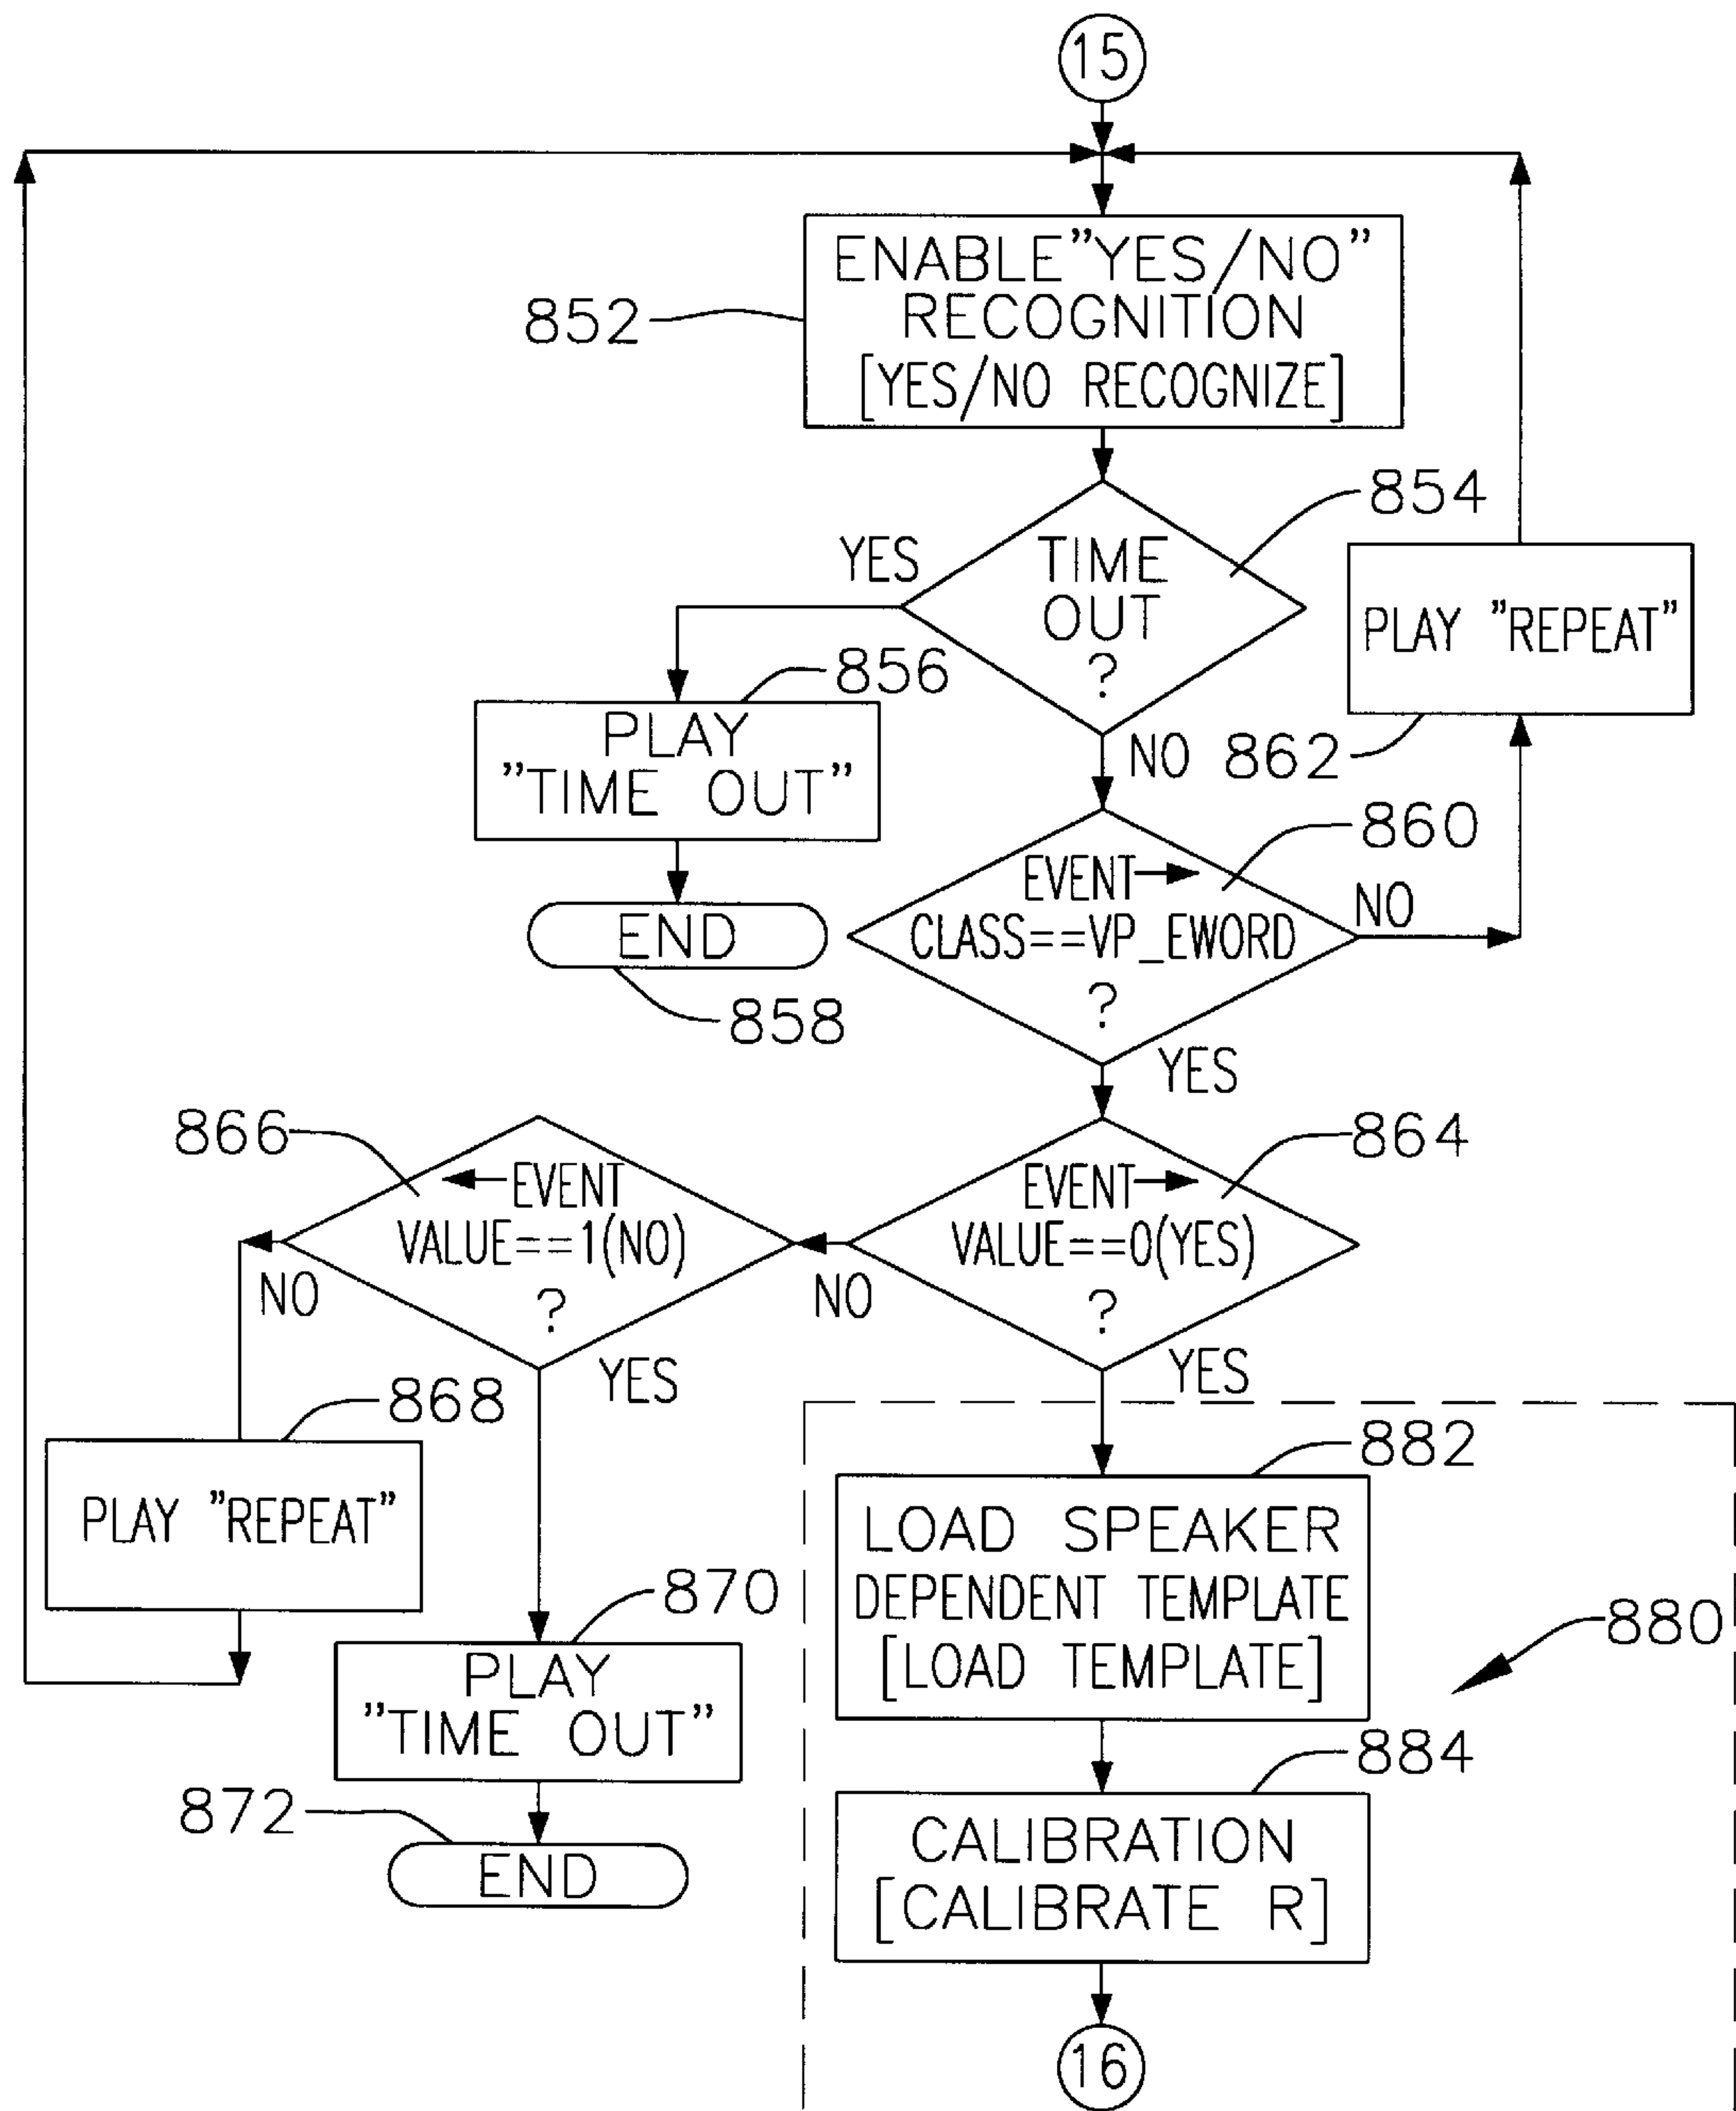 15
ENABLE"YES/NO"
RECOGNITION
[YES/NO RECOGNIZE]
852
854
YES
TIME
OUT
?
PLAY "REPEAT"
856
PLAY
"TIME OUT"
NO
862
860
EVENT
CLASS==VP_EWORD
?
NO
END
858
YES
866
EVENT
VALUE==1(NO)
?
864
EVENT
VALUE==0(YES)
?
NO
NO
YES
YES
868
PLAY "REPEAT"
882
LOAD SPEAKER
DEPENDENT TEMPLATE
[LOAD TEMPLATE]
870
PLAY
"TIME OUT"
880
884
872
END
CALIBRATION
[CALIBRATE R]
16